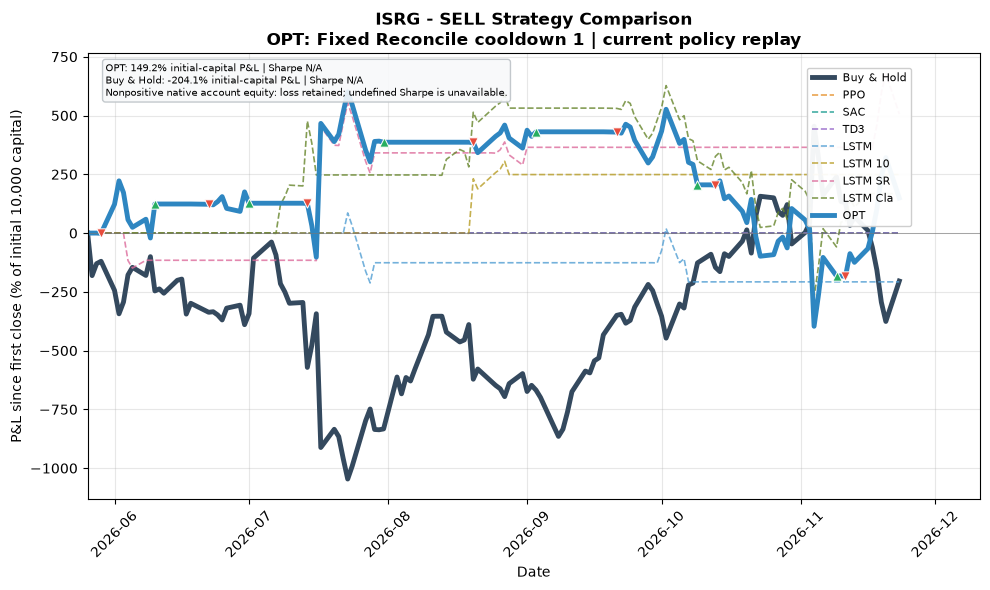 ISRG - SELL Strategy Comparison
OPT: Fixed Reconcile cooldown 1 | current policy replay
OPT: 149.2% initial-capital P&L | Sharpe N/A
Buy & Hold: -204.1% initial-capital P&L | Sharpe N/A
Nonpositive native account equity: loss retained; undefined Sharpe is unavailable.
Buy & Hold
PPO
SAC
TD3
LSTM
LSTM 10
LSTM SR
LSTM Cla
OPT
P&L since first close (% of initial 10,000 capital)
750
500
250
0
−250
−500
−750
−1000
2026-06
2026-07
2026-08
2026-09
2026-10
2026-11
2026-12
Date